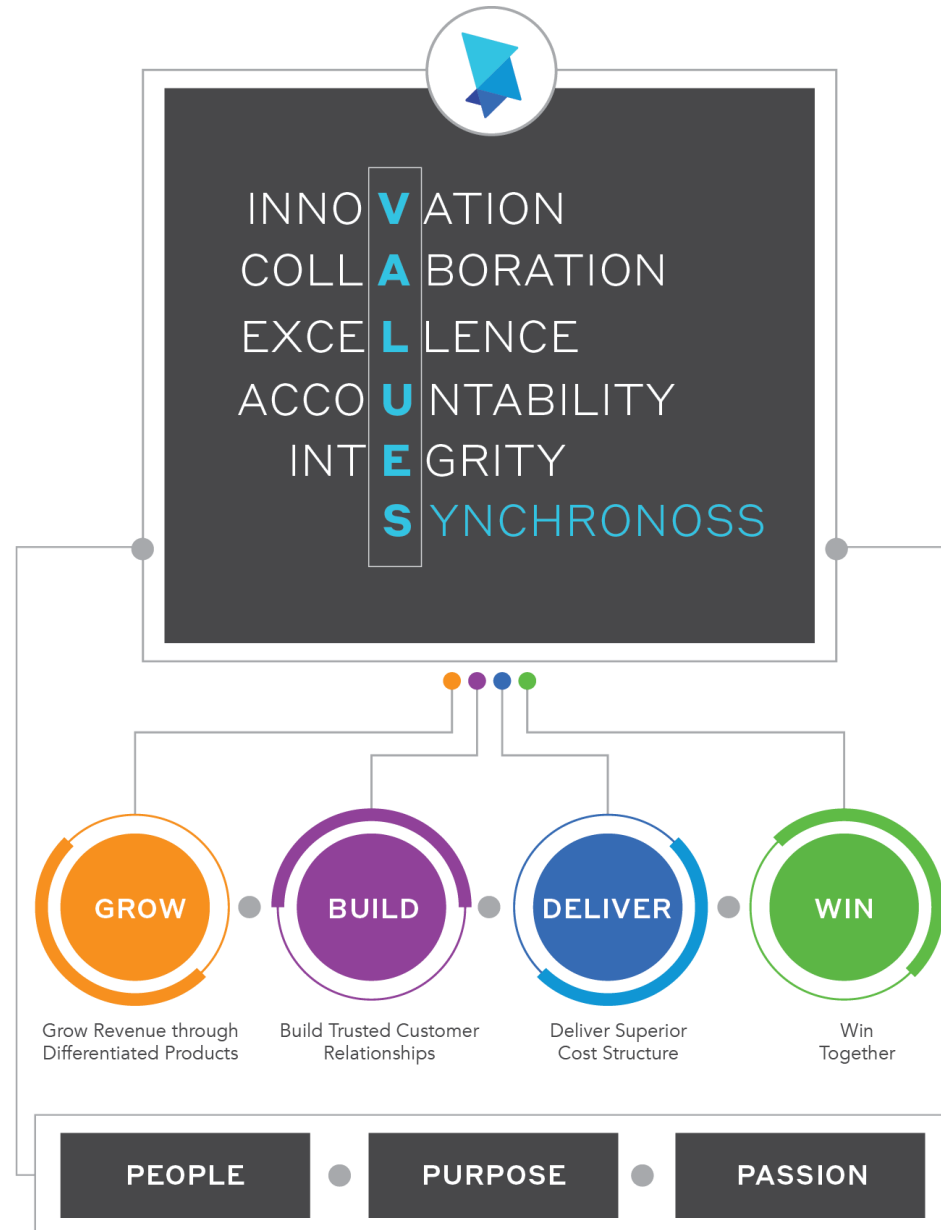 INNOVATION
COLLABORATION
EXCELLENCE
ACCOUNTABILITY
INTEGRITY
SYNCHRONOSS
GROW
BUILD
DELIVER
WIN
Grow Revenue through
Differentiated Products
Build Trusted Customer
Relationships
Deliver Superior
Cost Structure
Win
Together
PEOPLE
PURPOSE
PASSION